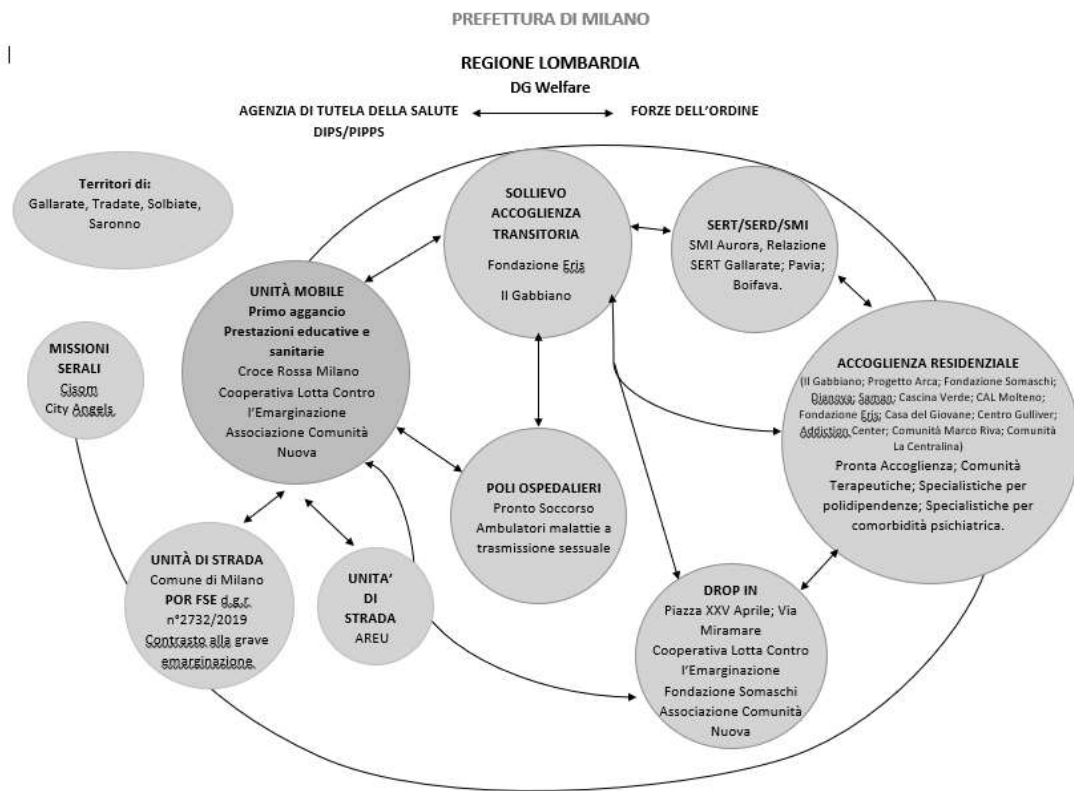 PREFETTURA DI MILANO
REGIONE LOMBARDIA
DG Welfare
AGENZIA DI TUTELA DELLA SALUTE
DIPS/PIPPS
FORZE DELL'ORDINE
Territori di:
Gallarate, Tradate, Solbiate,
Saronno
SOLLIEVO
ACCOGLIENZA
TRANSITORIA
Fondazione Eris
Il Gabbiano
SERT/SERD/SMI
SMI Aurora, Relazione
SERT Gallarate; Pavia;
Boifava.
UNITÀ MOBILE
Primo aggancio
Prestazioni educative e
sanitarie
Croce Rossa Milano
Cooperativa Lotta Contro
l'Emarginazione
Associazione Comunità
Nuova
MISSIONI
SERALI
Cisom
City Angels
ACCOGLIENZA RESIDENZIALE
(Il Gabbiano; Progetto Arca; Fondazione Somaschi;
Dianova; Saman; Cascina Verde; CAL Molteno;
Fondazione Eris; Casa del Giovane; Centro Gulliver;
Addiction Center; Comunità Marco Riva; Comunità
La Centralina)
Pronta Accoglienza; Comunità
Terapeutiche; Specialistiche per
polidipendenze; Specialistiche per
comorbidità psichiatrica.
POLI OSPEDALIERI
Pronto Soccorso
Ambulatori malattie a
trasmissione sessuale
UNITÀ DI STRADA
Comune di Milano
POR FSE d.g.r
n°2732/2019
Contrasto alla grave
emarginazione
UNITA'
DI
STRADA
AREU
DROP IN
Piazza XXV Aprile; Via
Miramare
Cooperativa Lotta Contro
l'Emarginazione
Fondazione Somaschi
Associazione Comunità
Nuova